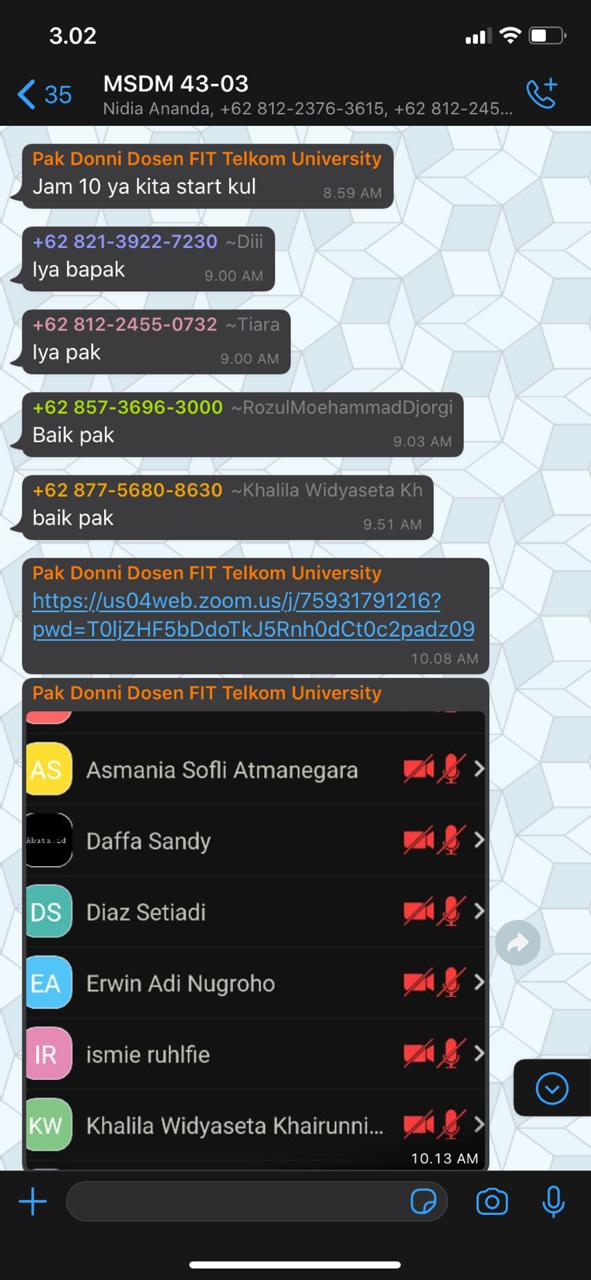 3.02
35
MSDM 43-03
Nidia Ananda, +62 812-2376-3615, +62 812-245...
Pak Donni Dosen FIT Telkom University
Jam 10 ya kita start kul
8.59 AM
+62 821-3922-7230 ~Diii
Iya bapak
9.00 AM
+62 812-2455-0732 ~Tiara
Iya pak
9.00 AM
+62 857-3696-3000 ~RozulMoehammadDjorgi
Baik pak
9.03 AM
+62 877-5680-8630 ~Khalila Widyaseta Kh
baik pak
9.51 AM
Pak Donni Dosen FIT Telkom University
https://us04web.zoom.us/j/75931791216?
pwd=T0ljZHF5bDdoTkJ5Rnh0dCt0c2padz09
10.08 AM
Pak Donni Dosen FIT Telkom University
AS Asmania Sofli Atmanegara
Abata.id Daffa Sandy
DS Diaz Setiadi
EA Erwin Adi Nugroho
IR ismie ruhlfie
KW Khalila Widyaseta Khairunni...
10.13 AM